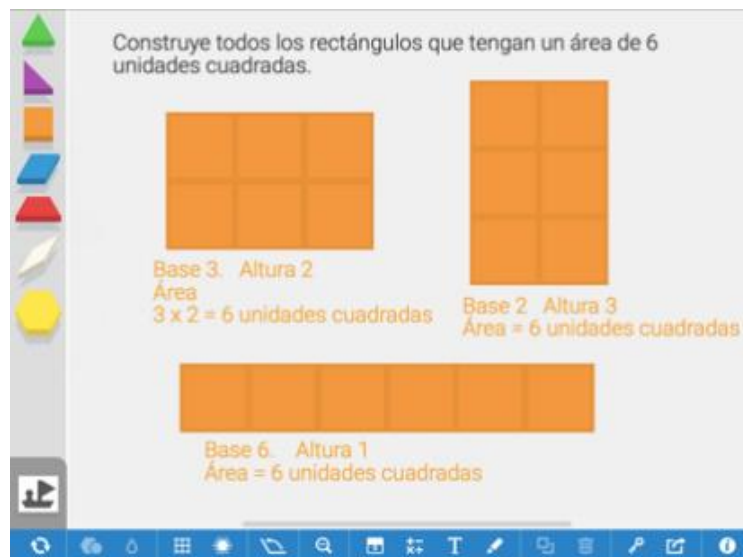 Construye todos los rectángulos que tengan un área de 6
unidades cuadradas.
Base 3. Altura 2
Área
3 x 2 = 6 unidades cuadradas
Base 2 Altura 3
Área = 6 unidades cuadradas
Base 6. Altura 1
Área = 6 unidades cuadradas